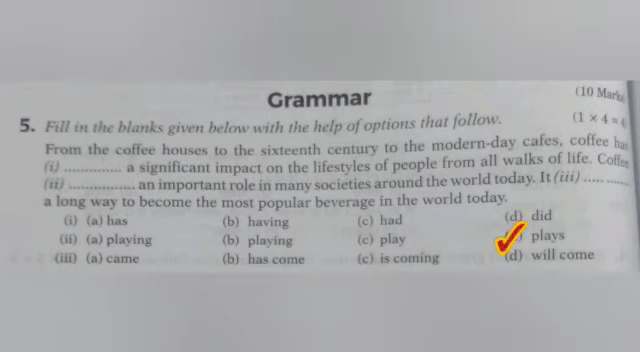 Grammar
(10 Marks
5. Fill in the blanks given below with the help of options that follow. (1 × 4 = 4
From the coffee houses to the sixteenth century to the modern-day cafes, coffee has
(i) .............. a significant impact on the lifestyles of people from all walks of life. Coffee
(ii) ................ an important role in many societies around the world today. It (iii) ..... .....
a long way to become the most popular beverage in the world today.
(i) (a) has (b) having (c) had (d) did
(ii) (a) playing (b) playing (c) play plays
(iii) (a) came (b) has come (c) is coming (d) will come